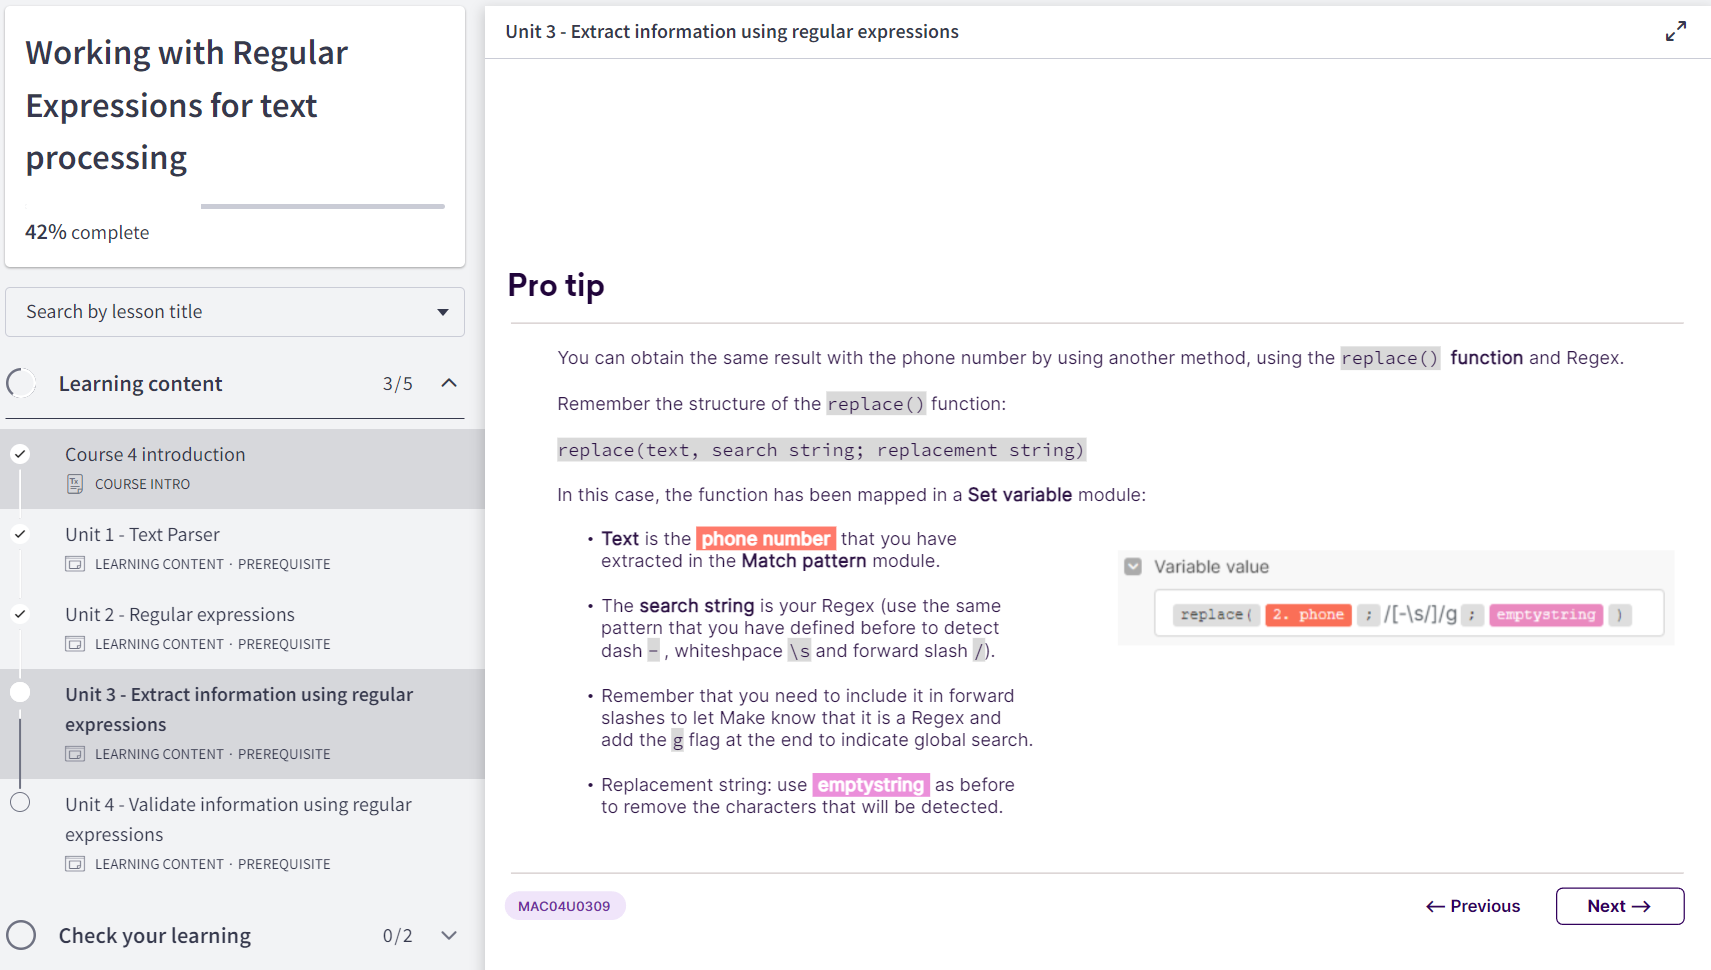 Working with Regular
Expressions for text
processing
42% complete
Search by lesson title
Learning content 3/5
Course 4 introduction
COURSE INTRO
Unit 1 - Text Parser
LEARNING CONTENT · PREREQUISITE
Unit 2 - Regular expressions
LEARNING CONTENT · PREREQUISITE
Unit 3 - Extract information using regular
expressions
LEARNING CONTENT · PREREQUISITE
Unit 4 - Validate information using regular
expressions
LEARNING CONTENT · PREREQUISITE
Check your learning 0/2
Unit 3 - Extract information using regular expressions
Pro tip
You can obtain the same result with the phone number by using another method, using the replace() function and Regex.
Remember the structure of the replace() function:
replace(text, search string; replacement string)
In this case, the function has been mapped in a Set variable module:
• Text is the phone number that you have
extracted in the Match pattern module.
• The search string is your Regex (use the same
pattern that you have defined before to detect
dash - , whiteshpace \s and forward slash /).
• Remember that you need to include it in forward
slashes to let Make know that it is a Regex and
add the g flag at the end to indicate global search.
• Replacement string: use emptystring as before
to remove the characters that will be detected.
Variable value
replace( 2. phone ; /[-\s/]/g ; emptystring )
MAC04U0309
← Previous
Next →